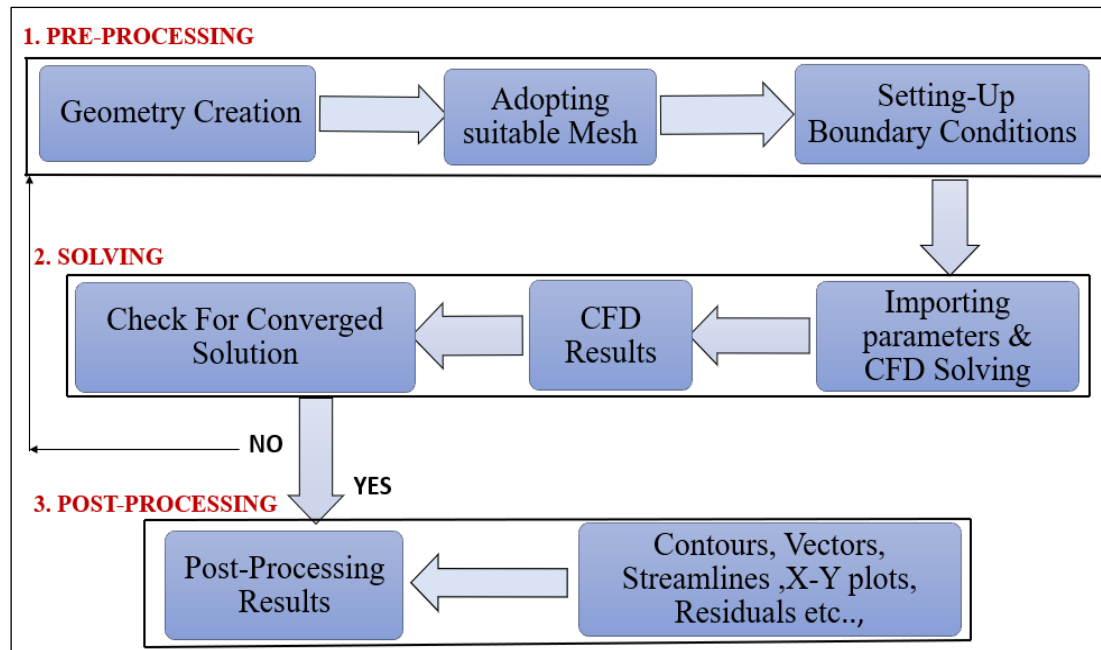 1. PRE-PROCESSING
Geometry Creation
Adopting
suitable Mesh
Setting-Up
Boundary Conditions
2. SOLVING
Check For Converged
Solution
CFD
Results
Importing
parameters &
CFD Solving
NO
YES
3. POST-PROCESSING
Post-Processing
Results
Contours, Vectors,
Streamlines ,X-Y plots,
Residuals etc..,